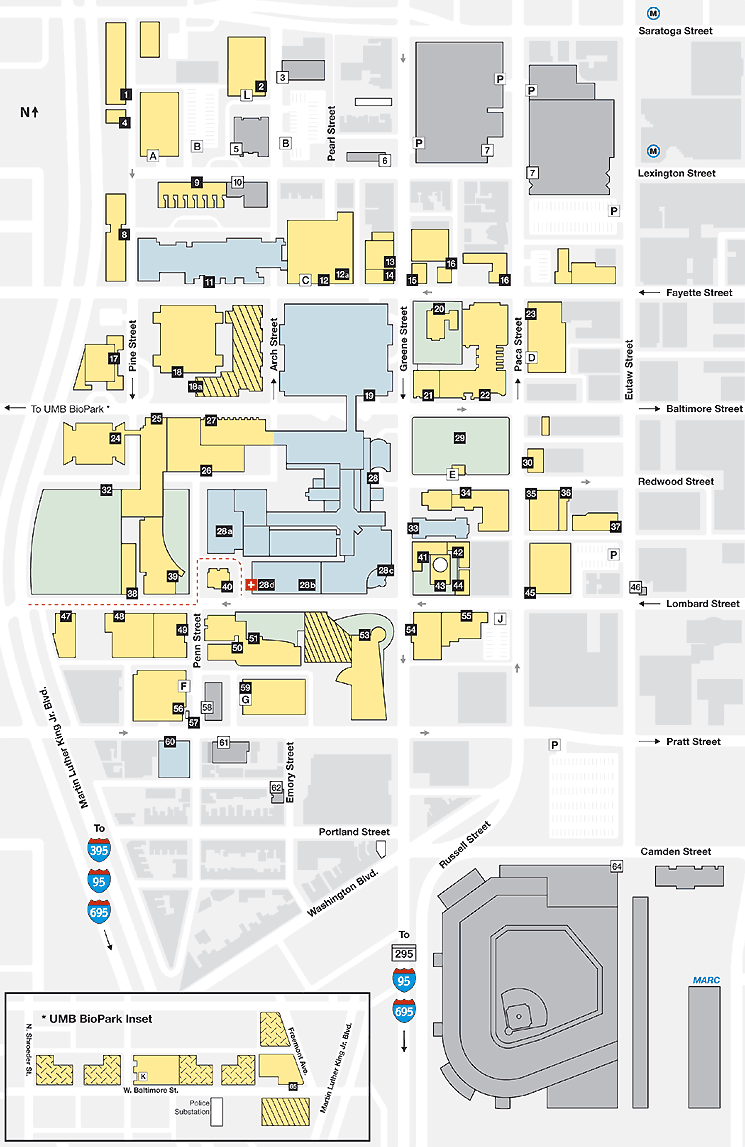 M
Saratoga Street
3
1
2
L
P
P
N
4
A
B
5
B
Pearl Street
6
P
7
M
7
Lexington Street
9
10
P
8
11
C
12
12a
13
14
15
16
16
Fayette Street
Pine Street
17
18
18a
Arch Street
19
Greene Street
20
21
22
Paca Street
23
D
Eutaw Street
To UMB BioPark *
Baltimore Street
24
25
27
26
28
29
E
30
Redwood Street
32
28a
33
34
35
36
37
38
39
40
28d
28b
28c
41
42
43
44
45
P
46
Lombard Street
47
48
49
Penn Street
50
51
53
54
55
J
F
56
57
58
59
G
60
61
62
Emory Street
P
Pratt Street
Martin Luther King Jr. Blvd.
To
395
95
695
Portland Street
Washington Blvd.
Russell Street
Camden Street
64
To
295
95
695
MARC
* UMB BioPark Inset
N. Shroeder St.
K
W. Baltimore St.
Freemont Ave.
Martin Luther King Jr. Blvd.
Police
Substation